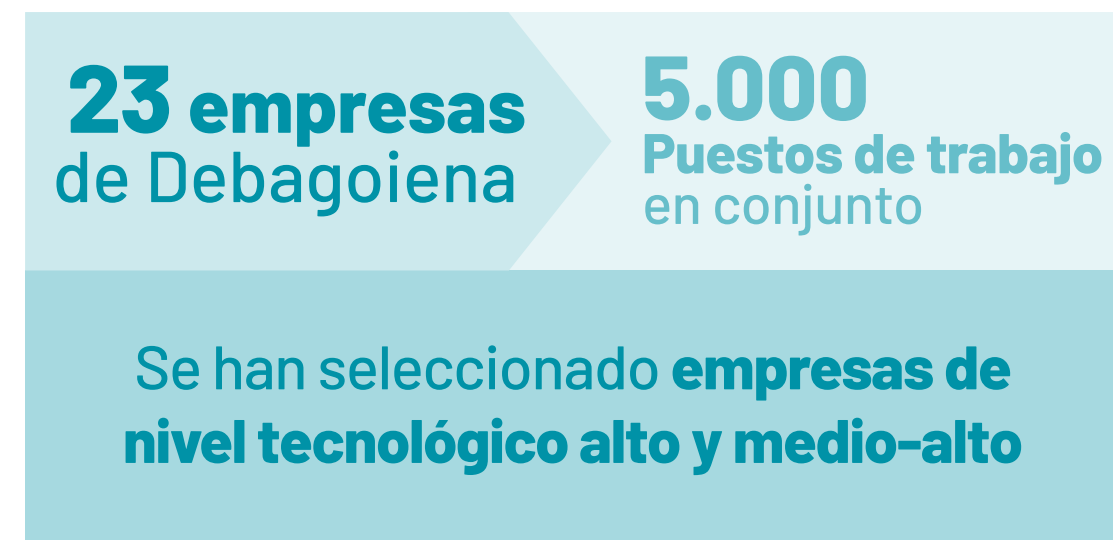 23 empresas
de Debagoiena
5.000
Puestos de trabajo
en conjunto
Se han seleccionado empresas de
nivel tecnológico alto y medio-alto